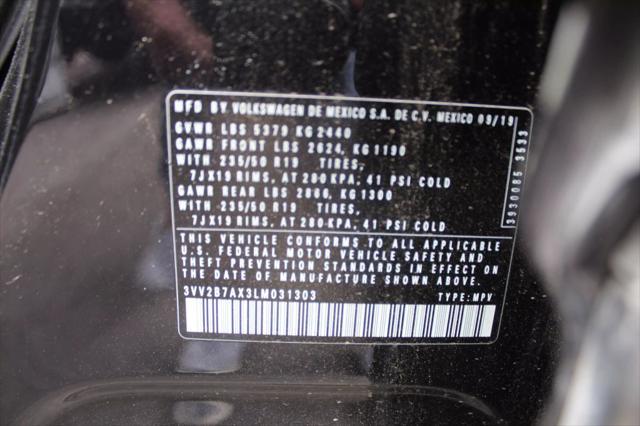 MFD BY. VOLKSWAGEN DE MEXICO S.A. DE C.V. MEXICO 09/19
GVWR LBS 5379 KG 2440
GAWR FRONT LBS 2624, KG 1190
WITH 235/50 R19 TIRES,
7JX19 RIMS, AT 280 KPA, 41 PSI COLD
GAWR REAR LBS 2866, KG 1300
WITH 235/50 R19 TIRES,
7JX19 RIMS, AT 280 KPA, 41 PSI COLD
THIS VEHICLE CONFORMS TO ALL APPLICABLE
U.S. FEDERAL MOTOR VEHICLE SAFETY AND
THEFT PREVENTION STANDARDS IN EFFECT ON
THE DATE OF MANUFACTURE SHOWN ABOVE.
3VV2B7AX3LM031303 TYPE: MPV
3930085 3533